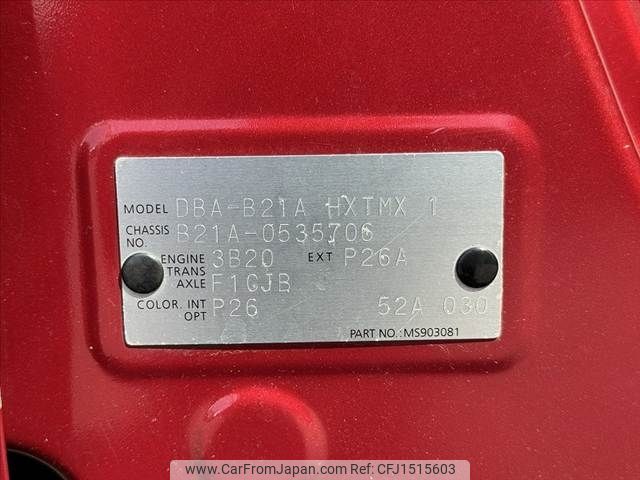 MODEL DBA-B21A HXTMX 1
CHASSIS NO. B21A-0535706
ENGINE 3B20 EXT P26A
TRANS AXLE F1CJB
COLOR. INT OPT P26 52A 030
PART NO.: MS903081
www.CarFromJapan.com CFJ1515603